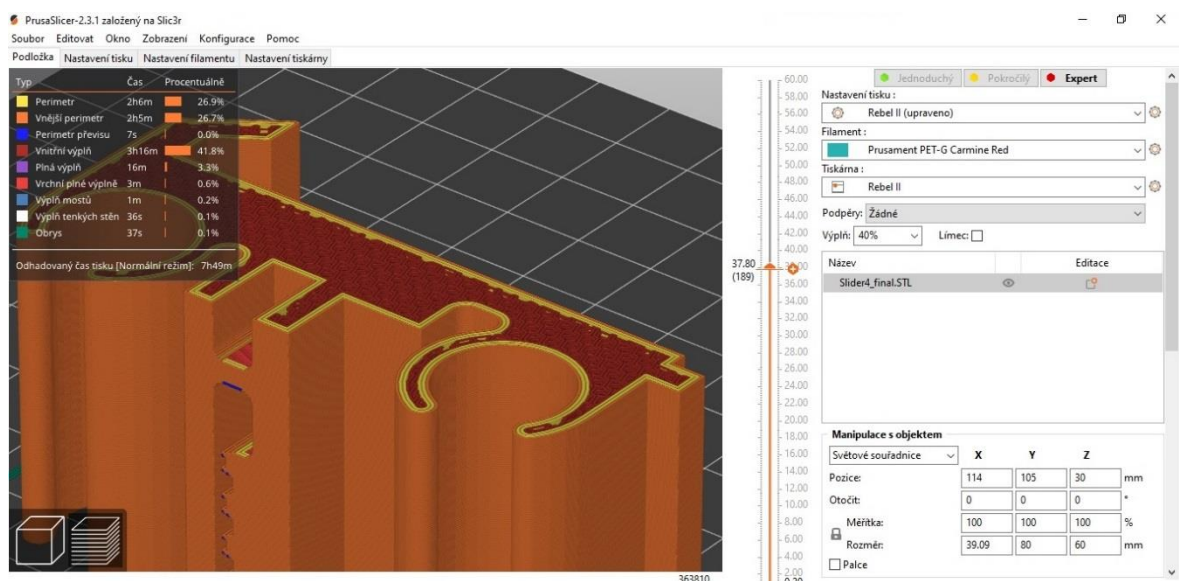 PrusaSlicer-2.3.1 založený na Slic3r
Soubor Editovat Okno Zobrazení Konfigurace Pomoc
Podložka Nastavení tisku Nastavení filamentu Nastavení tiskárny
Typ Čas Procentuálně
Perimetr 2h6m 26.9%
Vnější perimetr 2h5m 26.7%
Perimetr převisu 7s 0.0%
Vnitřní výplň 3h16m 41.8%
Plná výplň 16m 3.3%
Vrchní plné výplně 3m 0.6%
Výplň mostů 1m 0.2%
Výplň tenkých stěn 36s 0.1%
Obrys 37s 0.1%
Odhadovaný čas tisku [Normální režim]: 7h49m
60.00
58.00
56.00
54.00
52.00
50.00
48.00
46.00
44.00
42.00
40.00
37.80
(189)
36.00
34.00
32.00
30.00
28.00
26.00
24.00
22.00
20.00
18.00
16.00
14.00
12.00
10.00
8.00
6.00
4.00
2.00
0.20
363810
Jednoduchý Pokročilý Expert
Nastavení tisku :
Rebel II (upraveno)
Filament :
Prusament PET-G Carmine Red
Tiskárna :
Rebel II
Podpěry: Žádné
Výplň: 40% Límec:
Název Editace
Slider4_final.STL
Manipulace s objektem
Světové souřadnice X Y Z
Pozice: 114 105 30 mm
Otočit: 0 0 0 °
Měřítka: 100 100 100 %
Rozměr: 39.09 80 60 mm
Palce